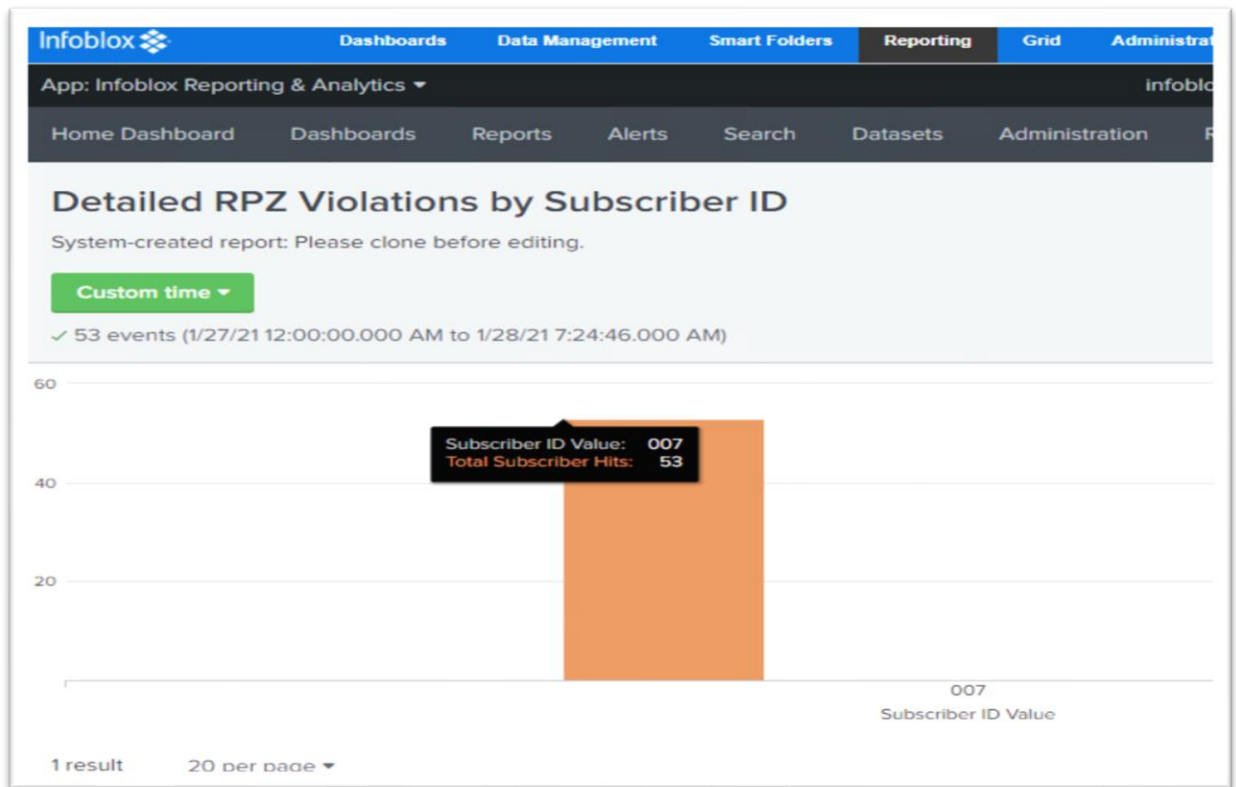 Infoblox Dashboards Data Management Smart Folders Reporting Grid Administrat
App: Infoblox Reporting & Analytics infoblo
Home Dashboard Dashboards Reports Alerts Search Datasets Administration R
Detailed RPZ Violations by Subscriber ID
System-created report: Please clone before editing.
Custom time
✓ 53 events (1/27/21 12:00:00.000 AM to 1/28/21 7:24:46.000 AM)
60
Subscriber ID Value: 007
Total Subscriber Hits: 53
40
20
007
Subscriber ID Value
1 result 20 per page